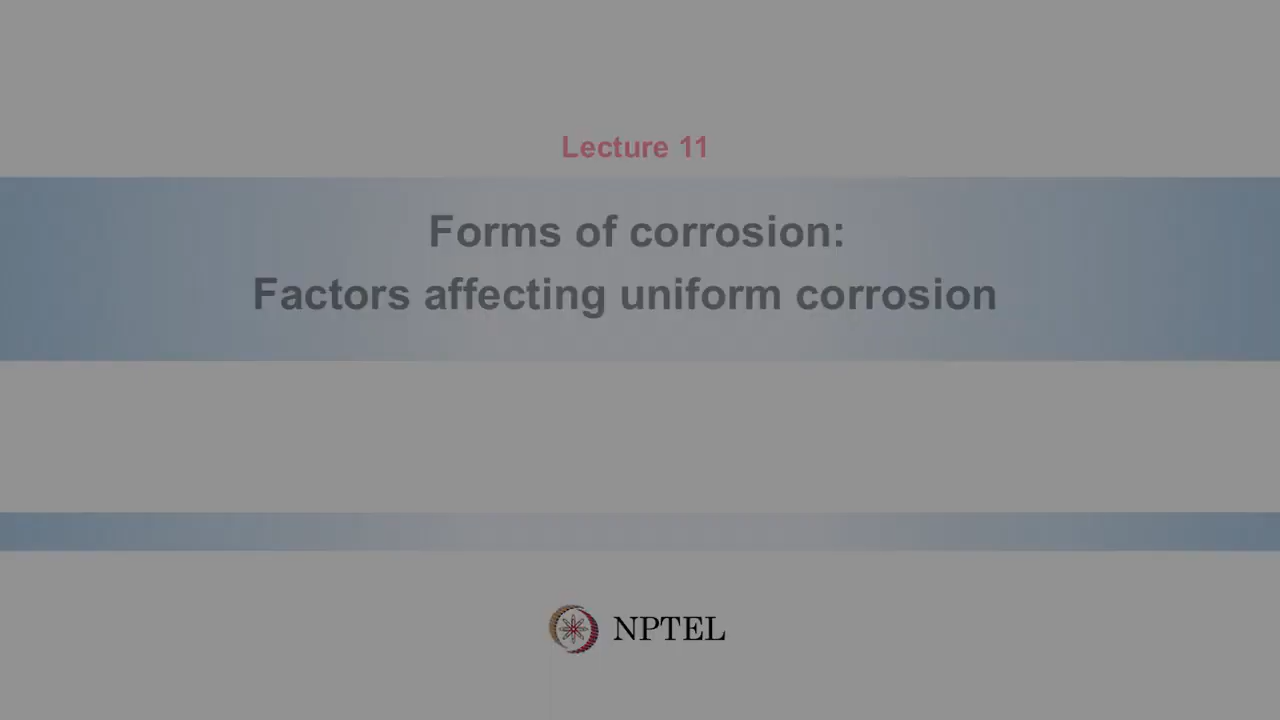 Lecture 11
Forms of corrosion:
Factors affecting uniform corrosion
NPTEL